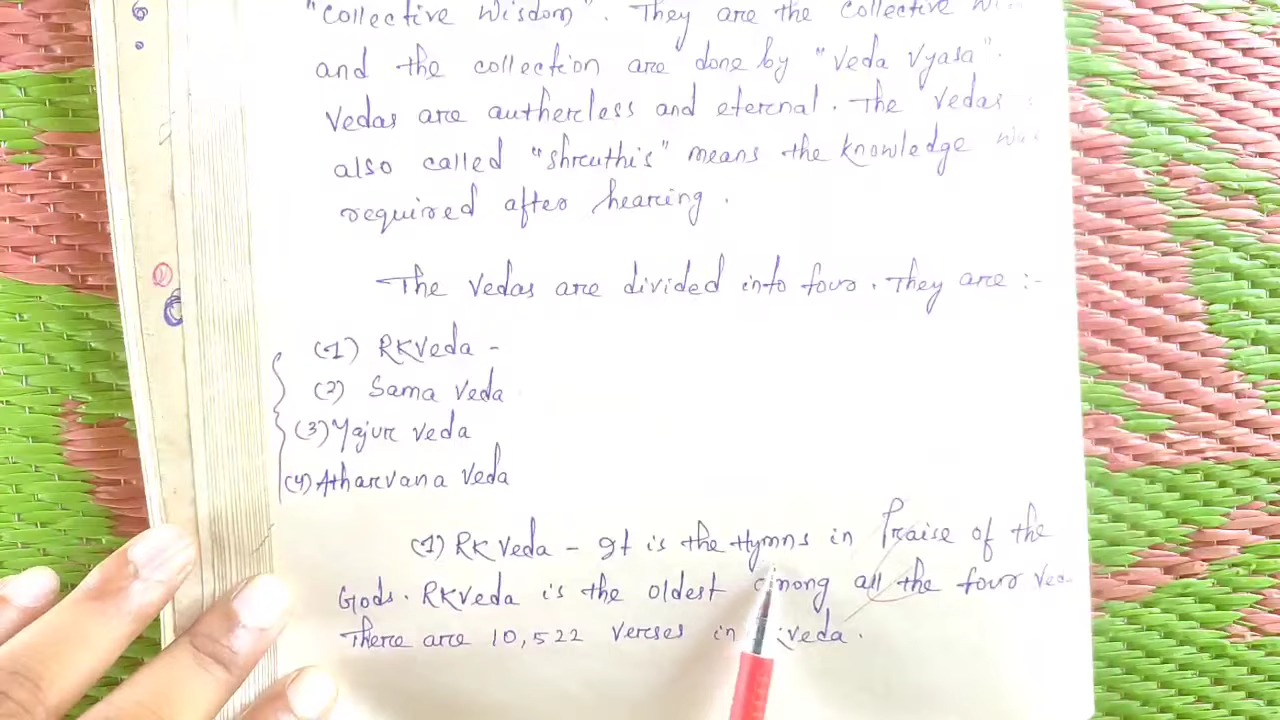 "Collective Wisdom". They are the Collective
and the collection are done by "Veda Vyasa".
Vedas are autherless and eternal. The Vedas
also called "shruthis" means the knowledge
required after hearing.
The Vedas are divided into four. They are :-
(1) RKVeda -
(2) Sama Veda
(3) Yajur veda
(4) Atharvana Veda
(1) RKVeda - It is the Hymns in Praise of the
Gods. RKVeda is the oldest among all the four
There are 10,522 verses in veda.